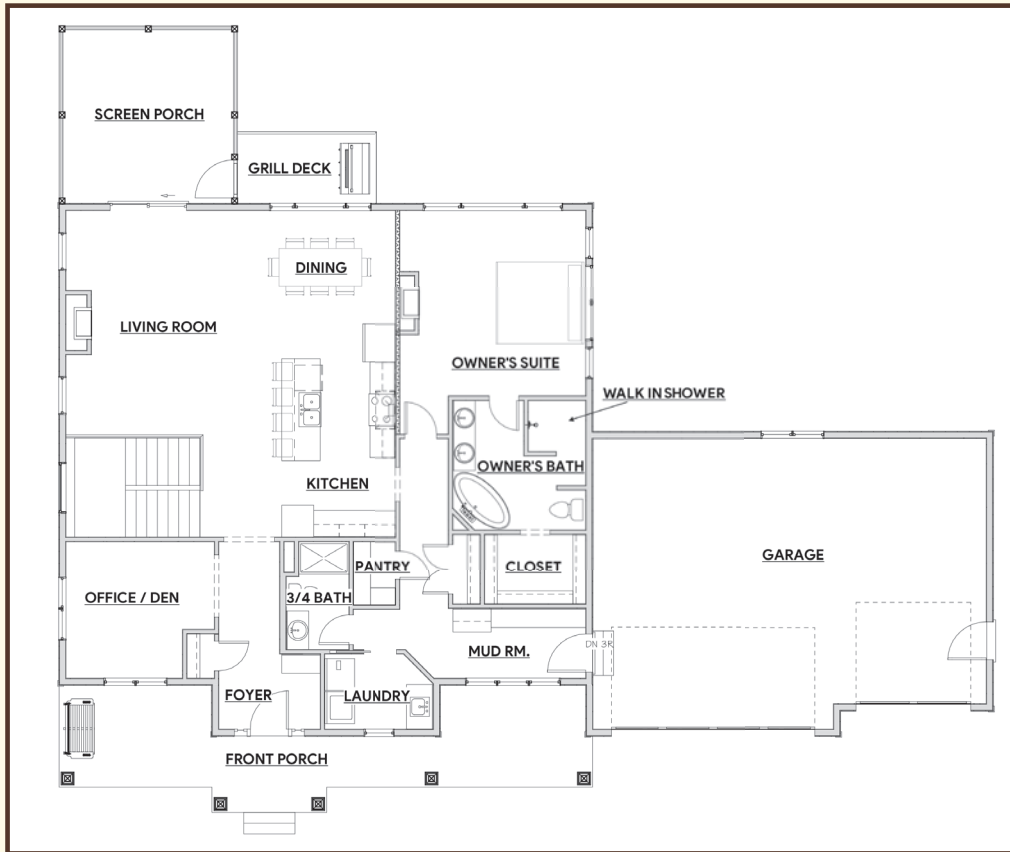 SCREEN PORCH
GRILL DECK
DINING
LIVING ROOM
OWNER'S SUITE
WALK IN SHOWER
OWNER'S BATH
KITCHEN
GARAGE
PANTRY
CLOSET
OFFICE / DEN
3/4 BATH
DN 3R
MUD RM.
FOYER
LAUNDRY
FRONT PORCH